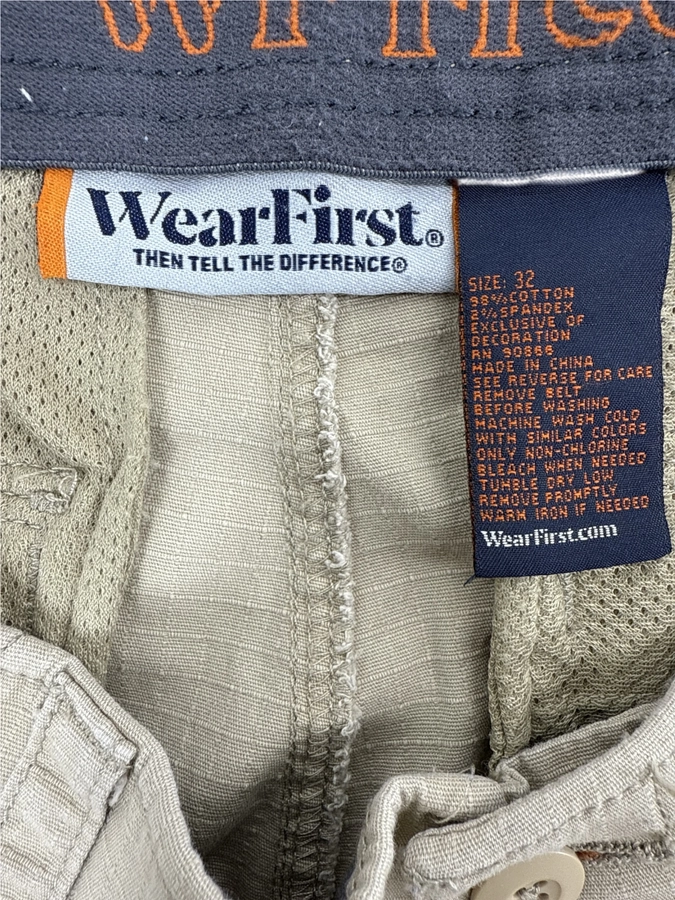 WearFirst®
THEN TELL THE DIFFERENCE®
SIZE: 32
98% COTTON
2% SPANDEX
EXCLUSIVE OF
DECORATION
RN 90866
MADE IN CHINA
SEE REVERSE FOR CARE
REMOVE BELT
BEFORE WASHING
MACHINE WASH COLD
WITH SIMILAR COLORS
ONLY NON-CHLORINE
BLEACH WHEN NEEDED
TUMBLE DRY LOW
REMOVE PROMPTLY
WARM IRON IF NEEDED
WearFirst.com